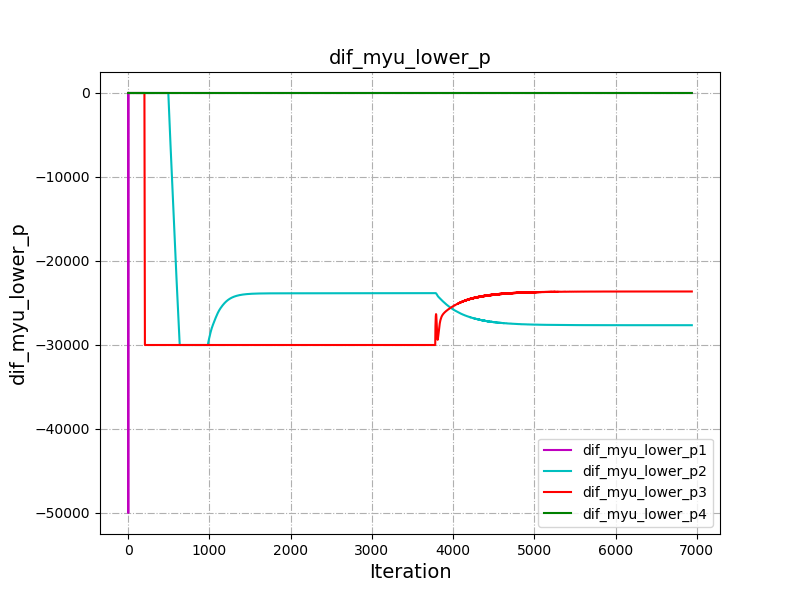 dif_myu_lower_p
dif_myu_lower_p
0
−10000
−20000
−30000
−40000
−50000
0 1000 2000 3000 4000 5000 6000 7000
Iteration
dif_myu_lower_p1
dif_myu_lower_p2
dif_myu_lower_p3
dif_myu_lower_p4